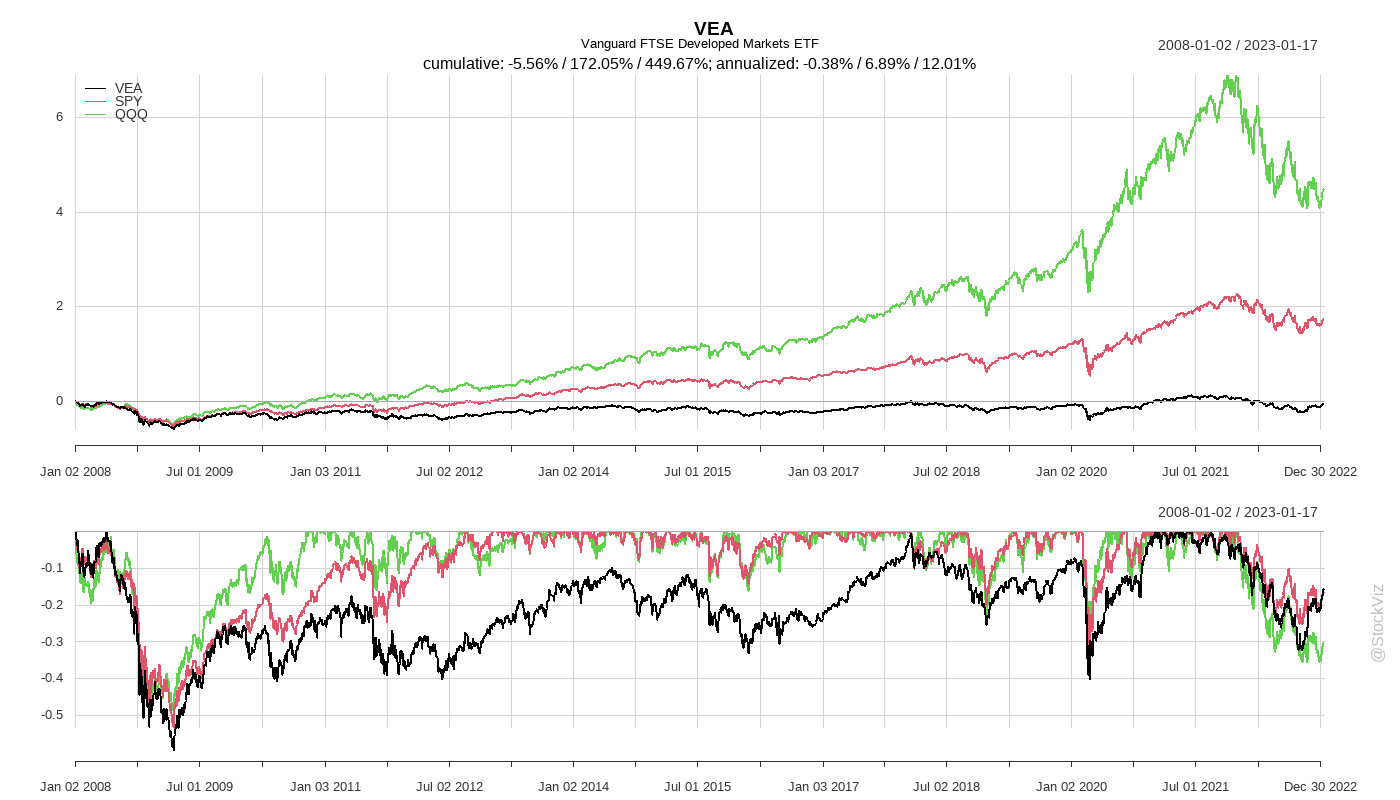 VEA
Vanguard FTSE Developed Markets ETF
2008-01-02 / 2023-01-17
cumulative: -5.56% / 172.05% / 449.67%; annualized: -0.38% / 6.89% / 12.01%
VEA
SPY
QQQ
6
4
2
0
Jan 02 2008 Jul 01 2009 Jan 03 2011 Jul 02 2012 Jan 02 2014 Jul 01 2015 Jan 03 2017 Jul 02 2018 Jan 02 2020 Jul 01 2021 Dec 30 2022
2008-01-02 / 2023-01-17
-0.1
-0.2
-0.3
-0.4
-0.5
Jan 02 2008 Jul 01 2009 Jan 03 2011 Jul 02 2012 Jan 02 2014 Jul 01 2015 Jan 03 2017 Jul 02 2018 Jan 02 2020 Jul 01 2021 Dec 30 2022
@StockViz